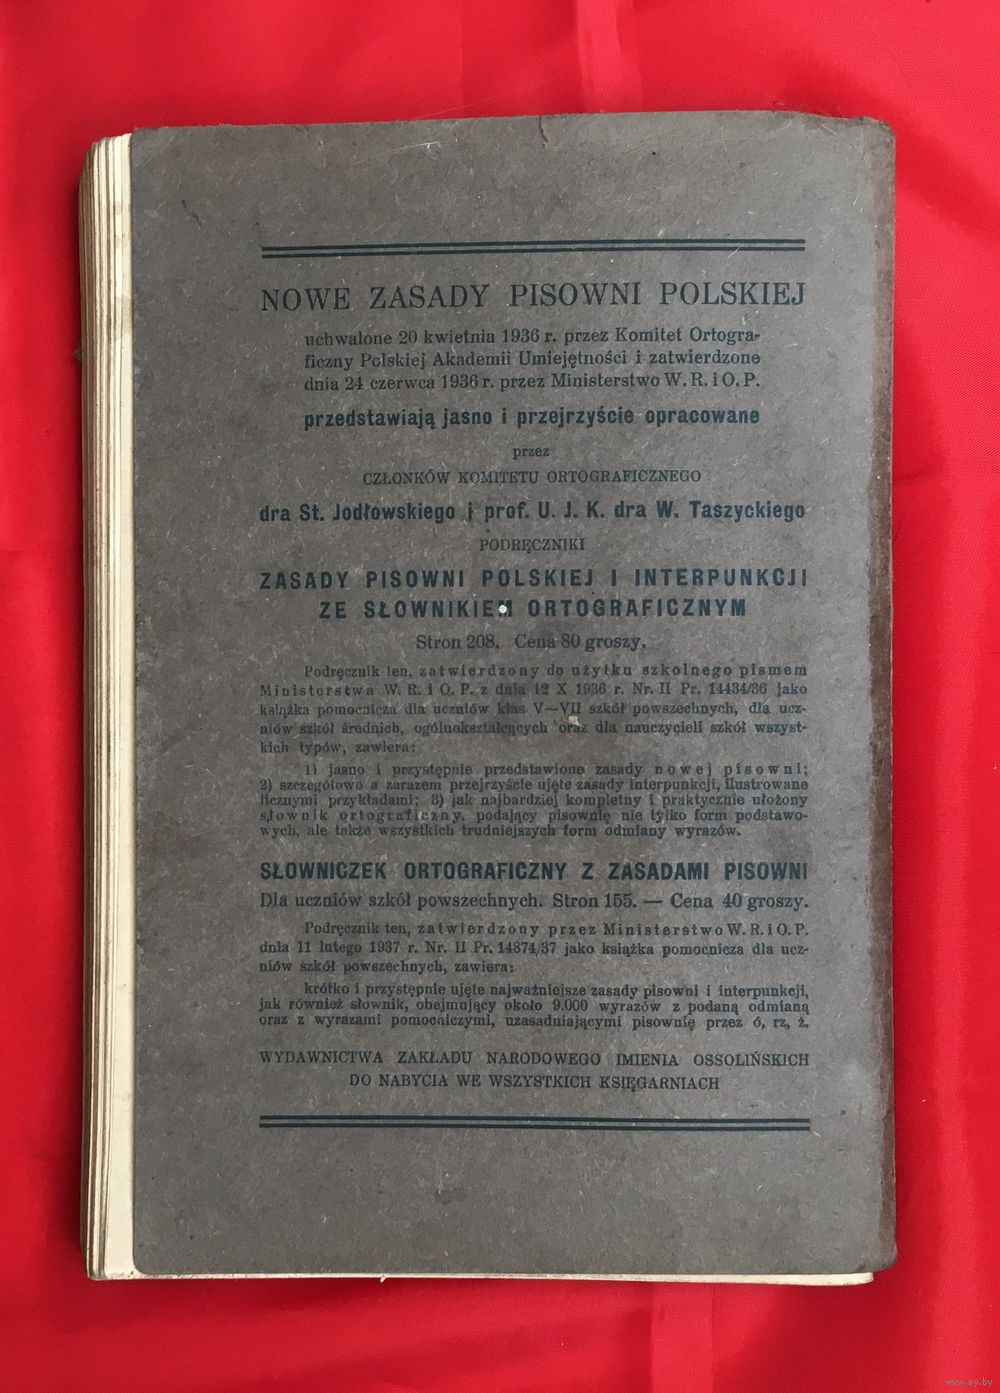 NOWE ZASADY PISOWNI POLSKIEJ
uchwalone 20 kwietnia 1936 r. przez Komitet Ortogra-
ficzny Polskiej Akademii Umiejętności i zatwierdzone
dnia 24 czerwca 1936 r. przez Ministerstwo W. R. i O. P.
przedstawiają jasno i przejrzyście opracowane
przez
CZŁONKÓW KOMITETU ORTOGRAFICZNEGO
dra St. Jodłowskiego i prof. U. J. K. dra W. Taszyckiego
PODRĘCZNIKI
ZASADY PISOWNI POLSKIEJ I INTERPUNKCJI
ZE SŁOWNIKIEM ORTOGRAFICZNYM
Stron 208. Cena 80 groszy.
Podręcznik ten, zatwierdzony do użytku szkolnego pismem
Ministerstwa W. R. i O. P. z dnia 12 X 1936 r. Nr. II Pr. 14434/36 jako
książka pomocnicza dla uczniów klas V—VII szkół powszechnych, dla ucz-
niów szkół średnich, ogólnokształcących oraz dla nauczycieli szkół wszyst-
kich typów, zawiera:
1) jasno i przystępnie przedstawione zasady nowej pisowni;
2) szczegółowo a zarazem przejrzyście ujęte zasady interpunkcji, ilustrowane
licznymi przykładami; 3) jak najbardziej kompletny i praktycznie ułożony
słownik ortograficzny, podający pisownię nie tylko form podstawo-
wych, ale także wszystkich trudniejszych form odmiany wyrazów.
SŁOWNICZEK ORTOGRAFICZNY Z ZASADAMI PISOWNI
Dla uczniów szkół powszechnych. Stron 155. — Cena 40 groszy.
Podręcznik ten, zatwierdzony przez Ministerstwo W. R. i O. P.
dnia 11 lutego 1937 r. Nr. II Pr. 14874/37 jako książka pomocnicza dla ucz-
niów szkół powszechnych, zawiera:
krótko i przystępnie ujęte najważniejsze zasady pisowni i interpunkcji,
jak również słownik, obejmujący około 9.000 wyrazów z podaną odmianą
oraz z wyrazami pomocniczymi, uzasadniającymi pisownię przez ó, rz, ż.
WYDAWNICTWA ZAKŁADU NARODOWEGO IMIENIA OSSOLIŃSKICH
DO NABYCIA WE WSZYSTKICH KSIĘGARNIACH
www.ay.by